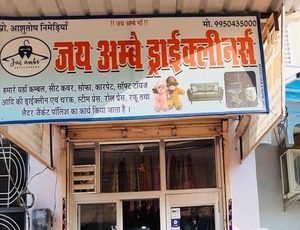 प्रो. आशुतोष निमेड़ियाँ
|| जय अम्बे माँ ||
मो. 9950435000
Jai ambe
जय अम्बे ड्राईक्लीनर्स
हमारे यहाँ कम्बल, सीट कवर, सोफा, कारपेट, सॉफ्ट टॉयज
आदि की ड्राईक्लीन एवं चरक, स्टीम प्रेस, रोल प्रेस, रफू तथा
लैदर जैकेट पॉलिश का कार्य किया जाता है ।